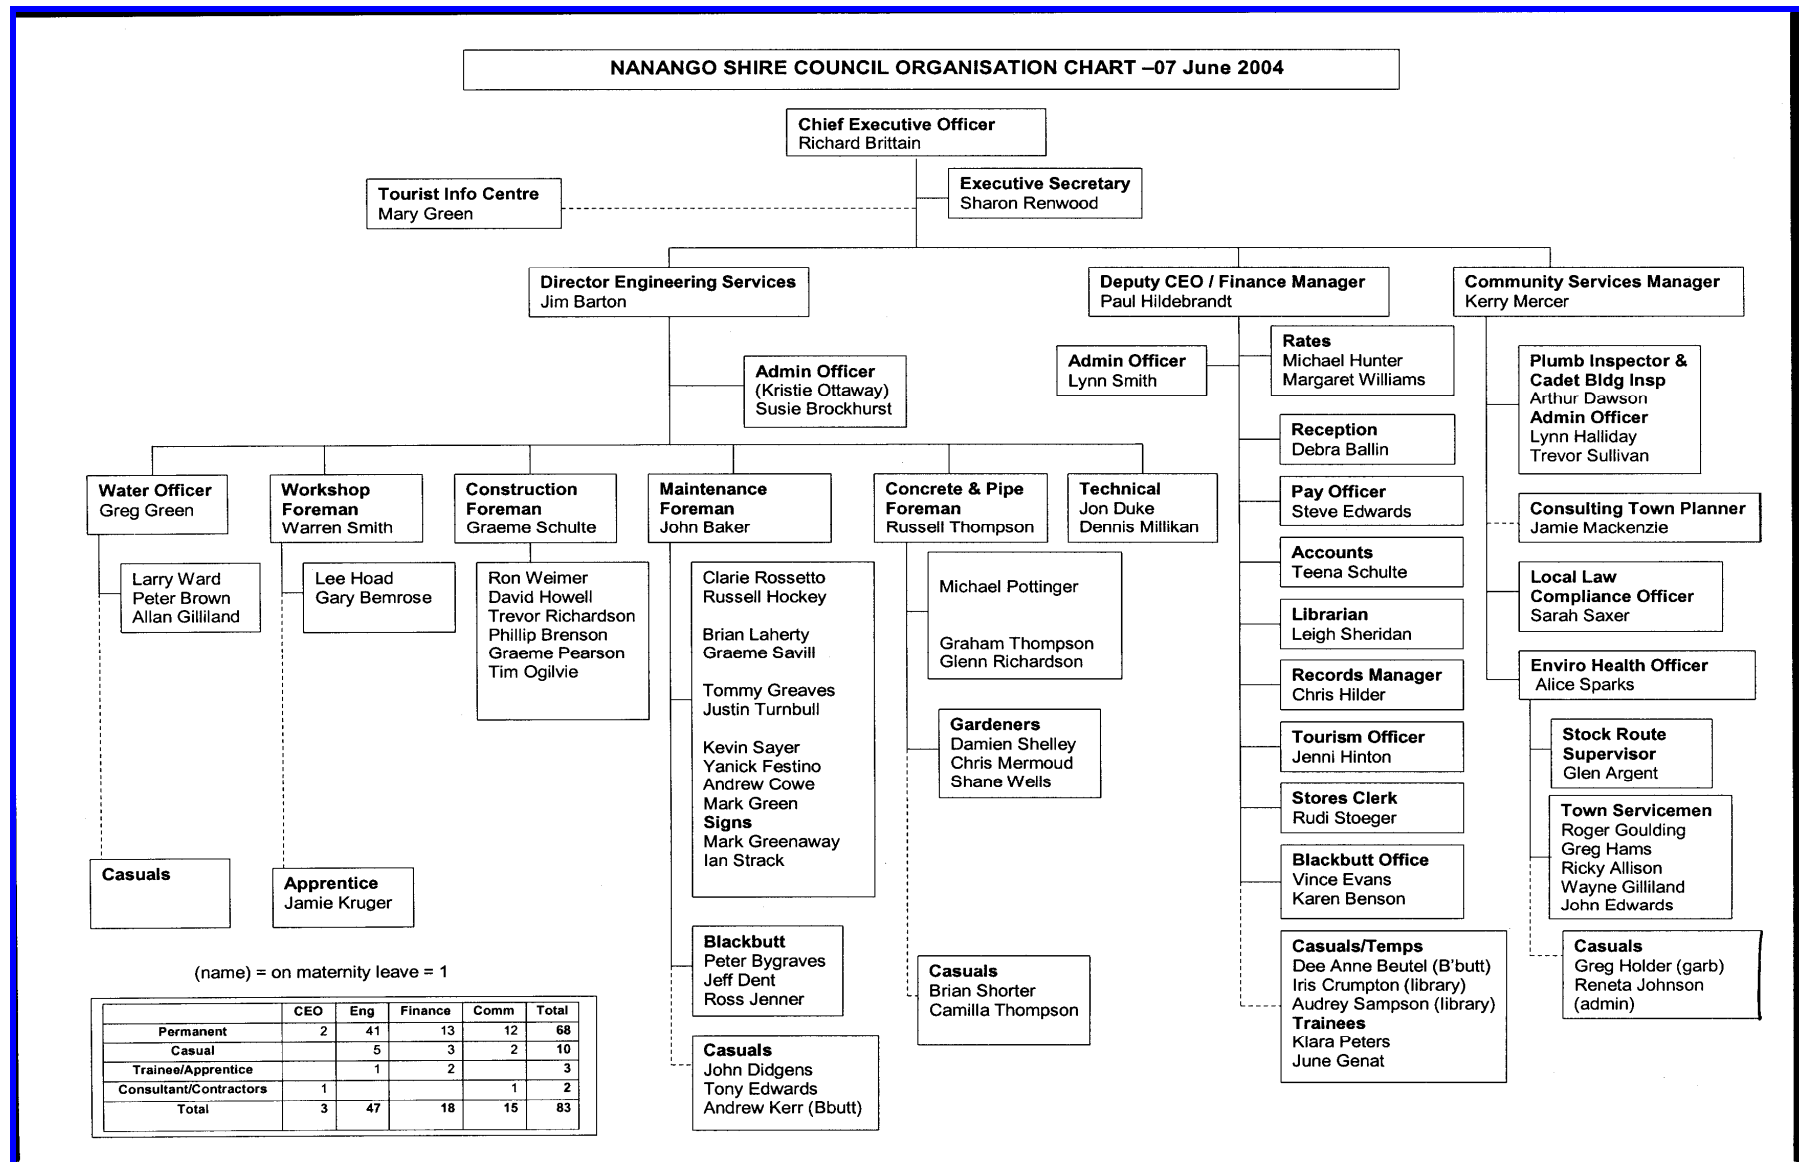 NANANGO SHIRE COUNCIL ORGANISATION CHART –07 June 2004
Chief Executive Officer
Richard Brittain
Tourist Info Centre
Mary Green
Executive Secretary
Sharon Renwood
Director Engineering Services
Jim Barton
Deputy CEO / Finance Manager
Paul Hildebrandt
Community Services Manager
Kerry Mercer
Admin Officer
(Kristie Ottaway)
Susie Brockhurst
Water Officer
Greg Green
Larry Ward
Peter Brown
Allan Gilliland
Casuals
Workshop
Foreman
Warren Smith
Lee Hoad
Gary Bemrose
Apprentice
Jamie Kruger
Construction
Foreman
Graeme Schulte
Ron Weimer
David Howell
Trevor Richardson
Phillip Brenson
Graeme Pearson
Tim Ogilvie
Maintenance
Foreman
John Baker
Clarie Rossetto
Russell Hockey
Brian Laherty
Graeme Savill
Tommy Greaves
Justin Turnbull
Kevin Sayer
Yanick Festino
Andrew Cowe
Mark Green
Signs
Mark Greenaway
Ian Strack
Blackbutt
Peter Bygraves
Jeff Dent
Ross Jenner
Casuals
John Didgens
Tony Edwards
Andrew Kerr (Bbutt)
Concrete & Pipe
Foreman
Russell Thompson
Michael Pottinger
Graham Thompson
Glenn Richardson
Gardeners
Damien Shelley
Chris Mermoud
Shane Wells
Casuals
Brian Shorter
Camilla Thompson
Technical
Jon Duke
Dennis Millikan
Admin Officer
Lynn Smith
Rates
Michael Hunter
Margaret Williams
Reception
Debra Ballin
Pay Officer
Steve Edwards
Accounts
Teena Schulte
Librarian
Leigh Sheridan
Records Manager
Chris Hilder
Tourism Officer
Jenni Hinton
Stores Clerk
Rudi Stoeger
Blackbutt Office
Vince Evans
Karen Benson
Casuals/Temps
Dee Anne Beutel (B'butt)
Iris Crumpton (library)
Audrey Sampson (library)
Trainees
Klara Peters
June Genat
Plumb Inspector &
Cadet Bldg Insp
Arthur Dawson
Admin Officer
Lynn Halliday
Trevor Sullivan
Consulting Town Planner
Jamie Mackenzie
Local Law
Compliance Officer
Sarah Saxer
Enviro Health Officer
Alice Sparks
Stock Route
Supervisor
Glen Argent
Town Servicemen
Roger Goulding
Greg Hams
Ricky Allison
Wayne Gilliland
John Edwards
Casuals
Greg Holder (garb)
Reneta Johnson
(admin)
(name) = on maternity leave = 1
CEO Eng Finance Comm Total
Permanent 2 41 13 12 68
Casual 5 3 2 10
Trainee/Apprentice 1 2 3
Consultant/Contractors 1 1 2
Total 3 47 18 15 83